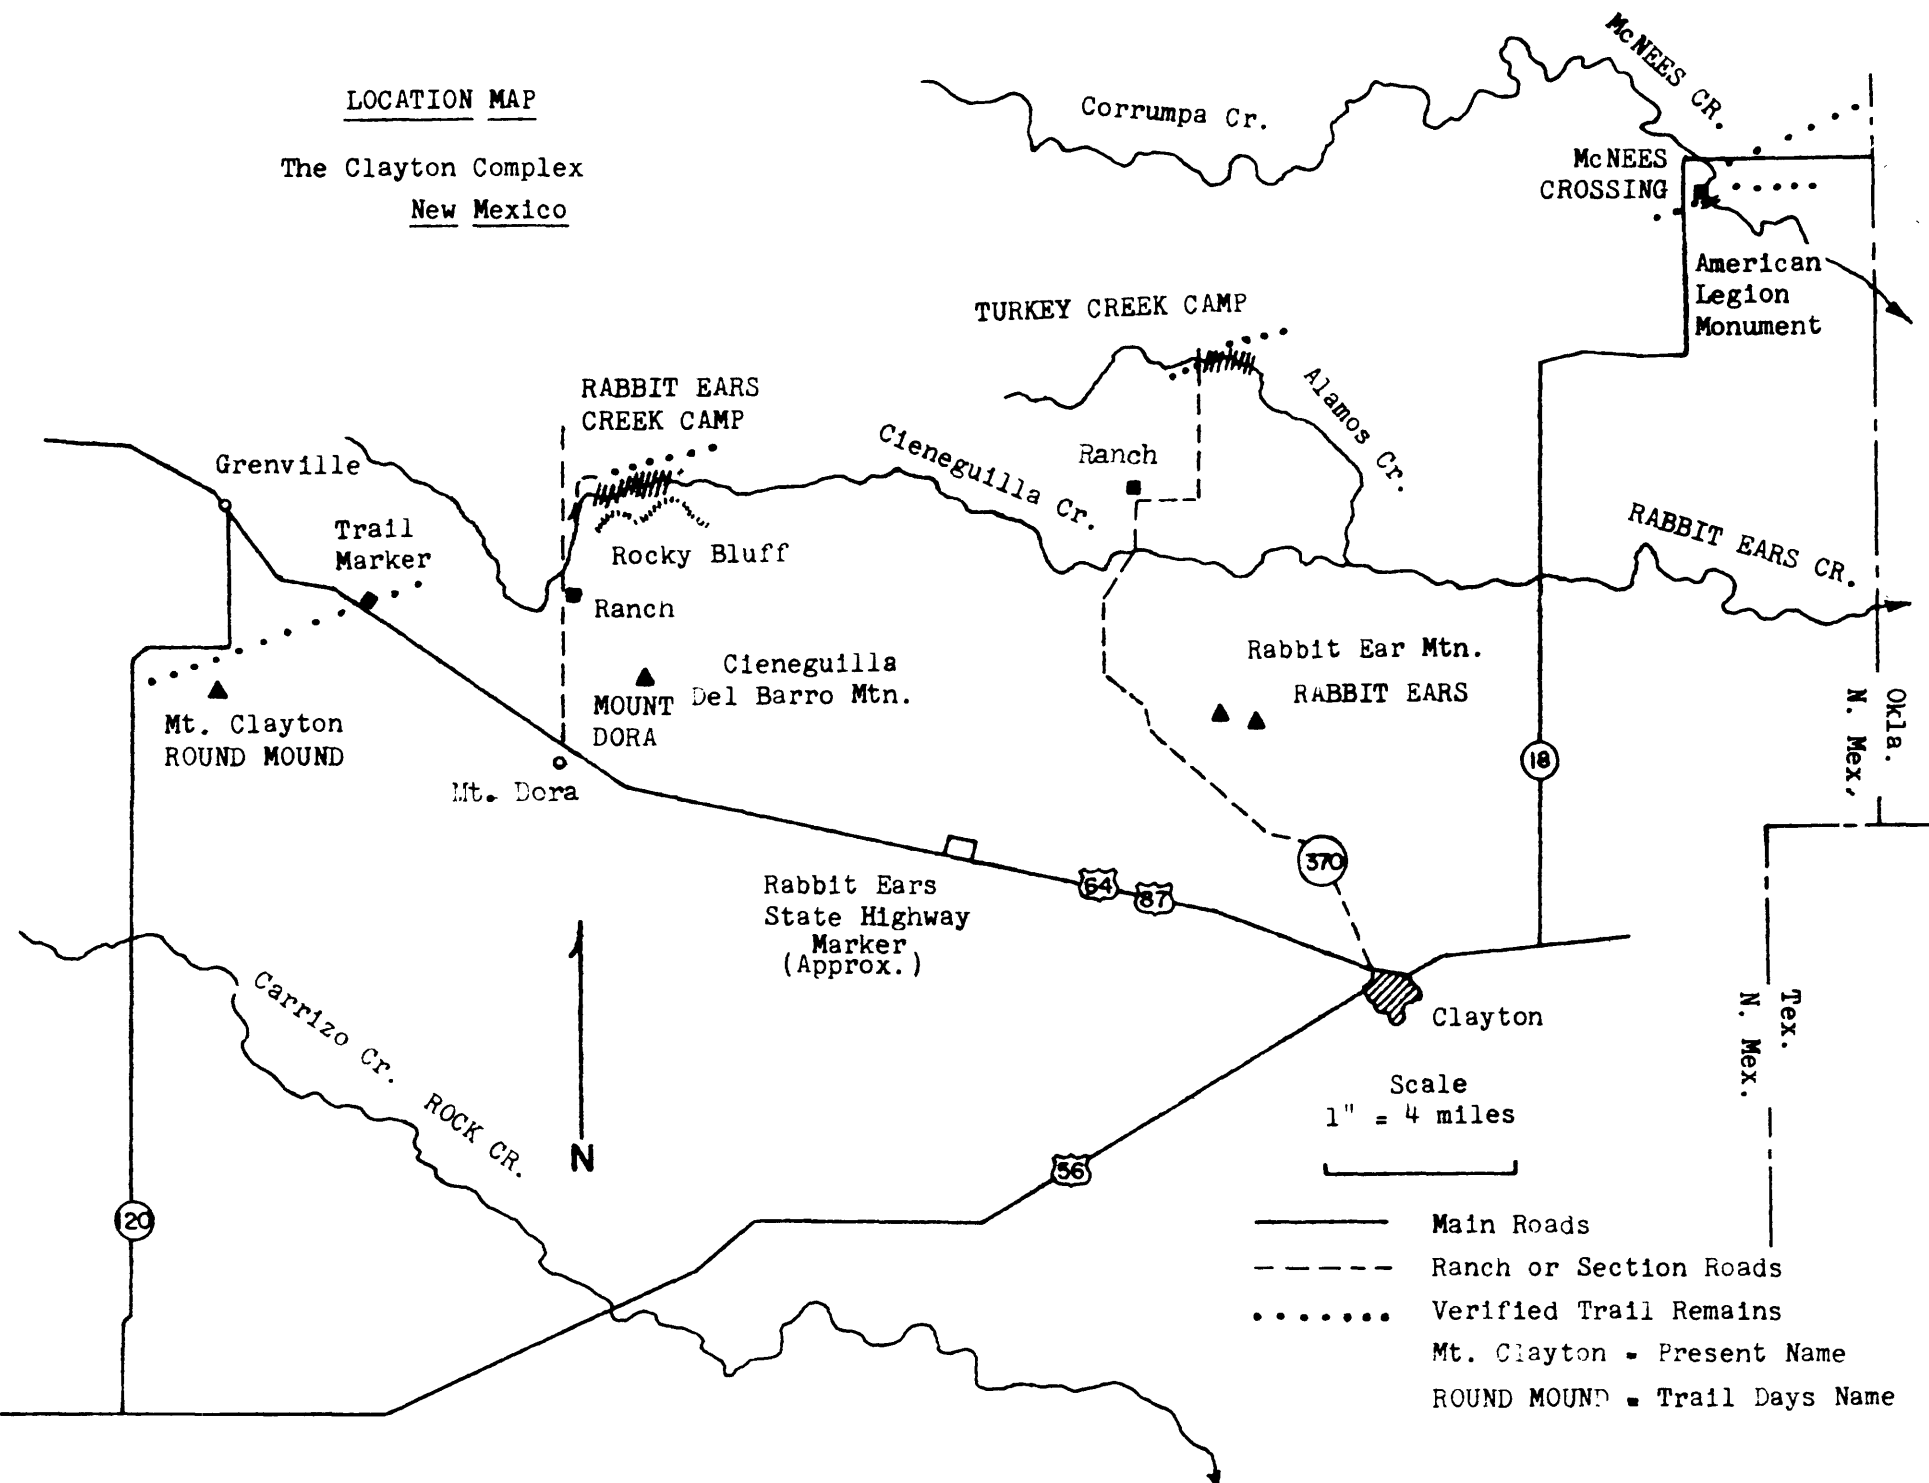 LOCATION MAP
The Clayton Complex
New Mexico
Corrumpa Cr.
McNEES CR.
McNEES
CROSSING
American
Legion
Monument
TURKEY CREEK CAMP
Alamos Cr.
RABBIT EARS
CREEK CAMP
Cieneguilla Cr.
Ranch
Grenville
Trail
Marker
Rocky Bluff
Ranch
RABBIT EARS CR.
Cieneguilla
Del Barro Mtn.
MOUNT
DORA
Rabbit Ear Mtn.
RABBIT EARS
Mt. Clayton
ROUND MOUND
Mt. Dora
18
Okla.
N. Mex.
370
64
87
Rabbit Ears
State Highway
Marker
(Approx.)
Carrizo Cr.
ROCK CR.
Clayton
Tex.
N. Mex.
N
Scale
1" = 4 miles
56
120
Main Roads
Ranch or Section Roads
Verified Trail Remains
Mt. Clayton - Present Name
ROUND MOUND - Trail Days Name